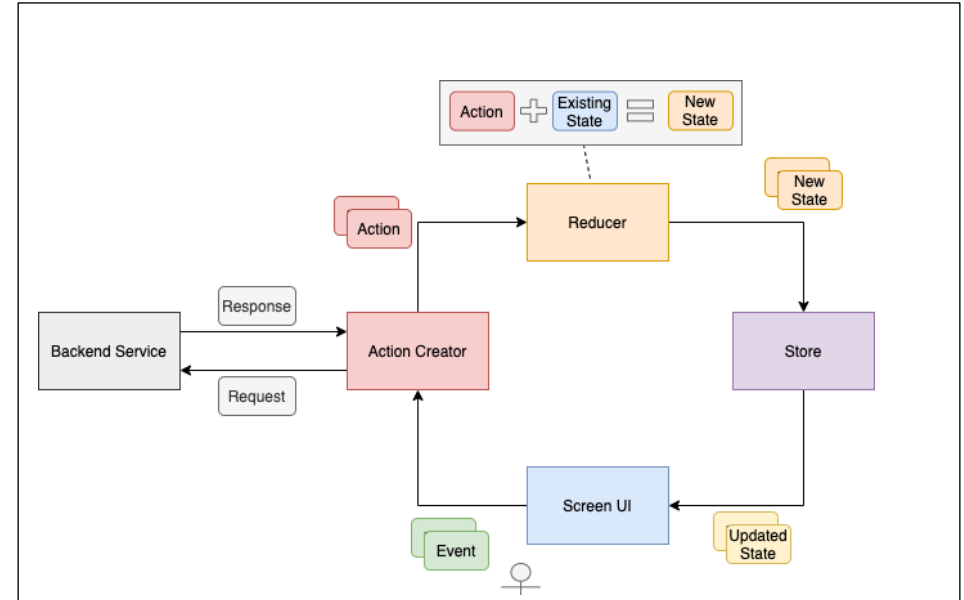 Action
Existing
State
New
State
New
State
Action
Reducer
Response
Backend Service
Action Creator
Store
Request
Screen UI
Event
Updated
State